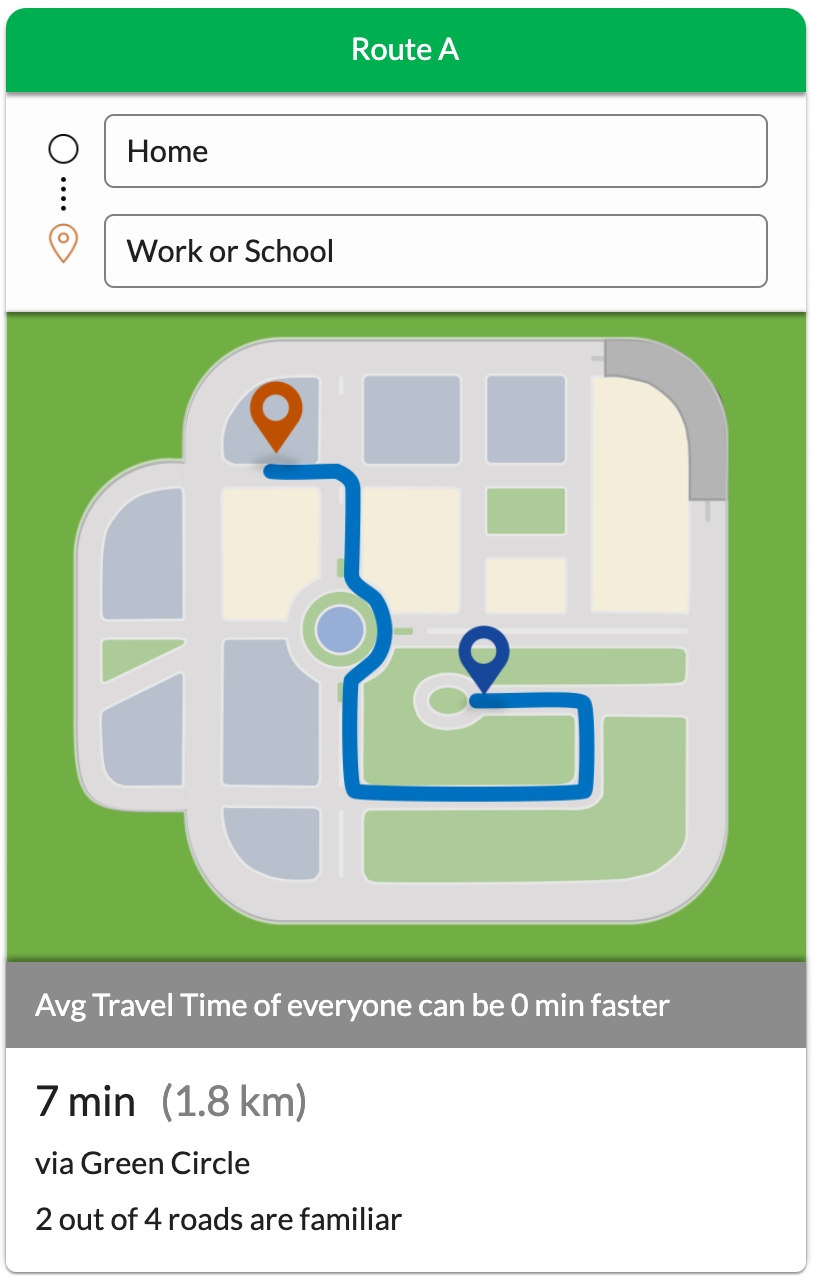 Route A
Home
Work or School
Avg Travel Time of everyone can be 0 min faster
7 min (1.8 km)
via Green Circle
2 out of 4 roads are familiar